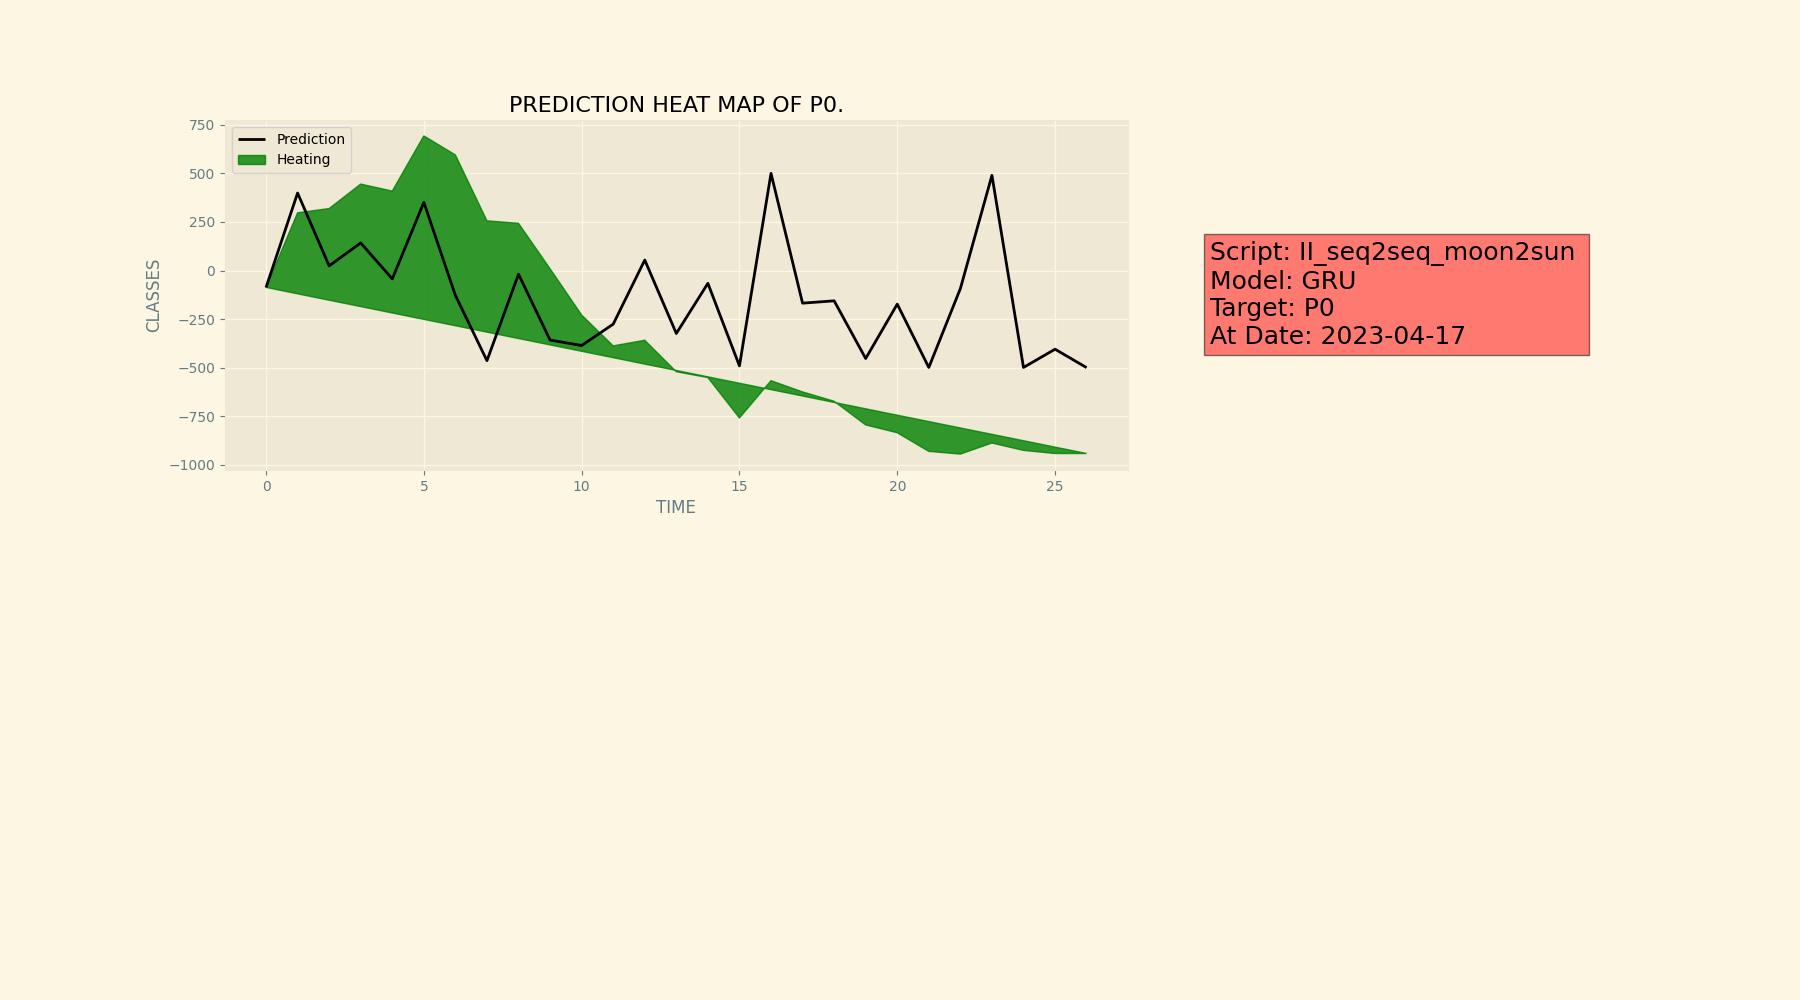 PREDICTION HEAT MAP OF P0.
750
500
250
0
−250
−500
−750
−1000
CLASSES
Prediction
Heating
0 5 10 15 20 25
TIME
Script: II_seq2seq_moon2sun
Model: GRU
Target: P0
At Date: 2023-04-17